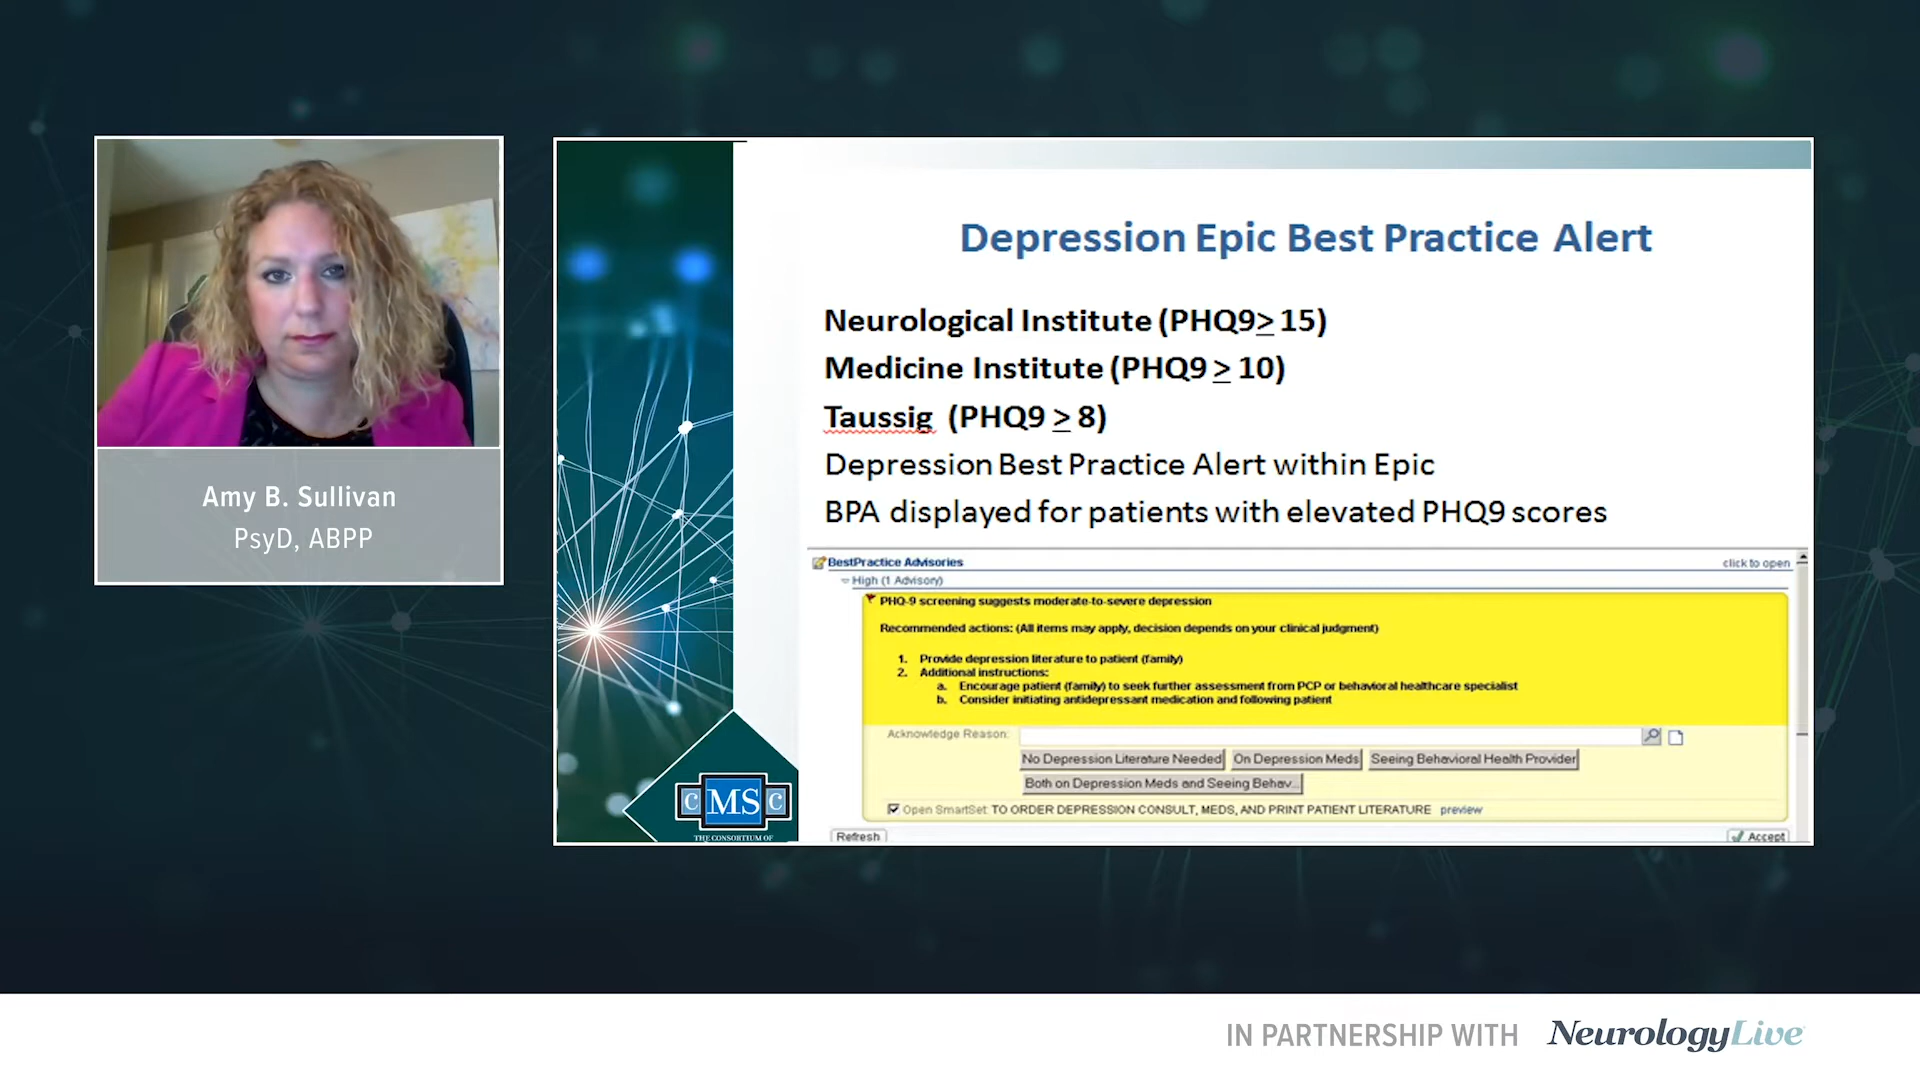 Amy B. Sullivan
PsyD, ABPP
Depression Epic Best Practice Alert
Neurological Institute (PHQ9≥ 15)
Medicine Institute (PHQ9 ≥ 10)
Taussig (PHQ9 ≥ 8)
Depression Best Practice Alert within Epic
BPA displayed for patients with elevated PHQ9 scores
BestPractice Advisories click to open
High (1 Advisory)
PHQ-9 screening suggests moderate-to-severe depression
Recommended actions: (All items may apply, decision depends on your clinical judgment)
1. Provide depression literature to patient (family)
2. Additional instructions:
a. Encourage patient (family) to seek further assessment from PCP or behavioral healthcare specialist
b. Consider initiating antidepressant medication and following patient
Acknowledge Reason:
No Depression Literature Needed On Depression Meds Seeing Behavioral Health Provider
Both on Depression Meds and Seeing Behav...
Open SmartSet: TO ORDER DEPRESSION CONSULT, MEDS, AND PRINT PATIENT LITERATURE preview
Refresh Accept
C MS C
THE CONSORTIUM OF
IN PARTNERSHIP WITH NeurologyLive